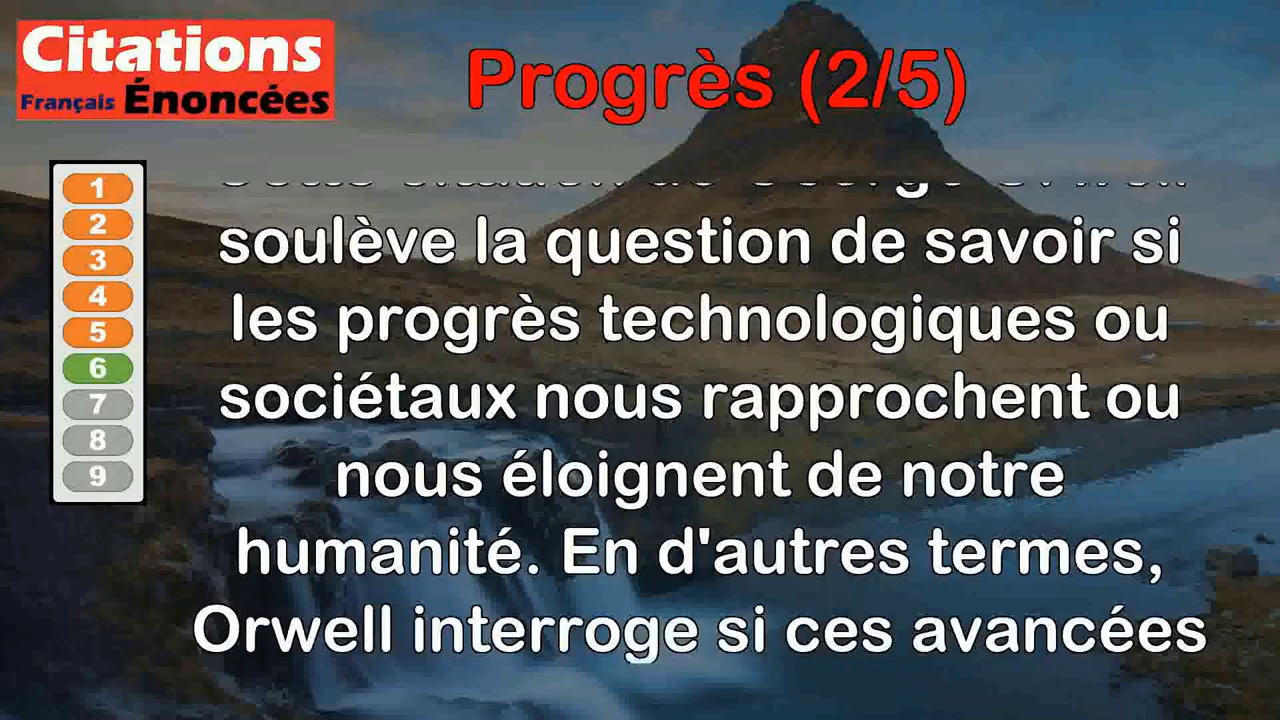 Citations
Français Énoncées
Progrès (2/5)
1
2
3
4
5
6
7
8
9
soulève la question de savoir si
les progrès technologiques ou
sociétaux nous rapprochent ou
nous éloignent de notre
humanité. En d'autres termes,
Orwell interroge si ces avancées